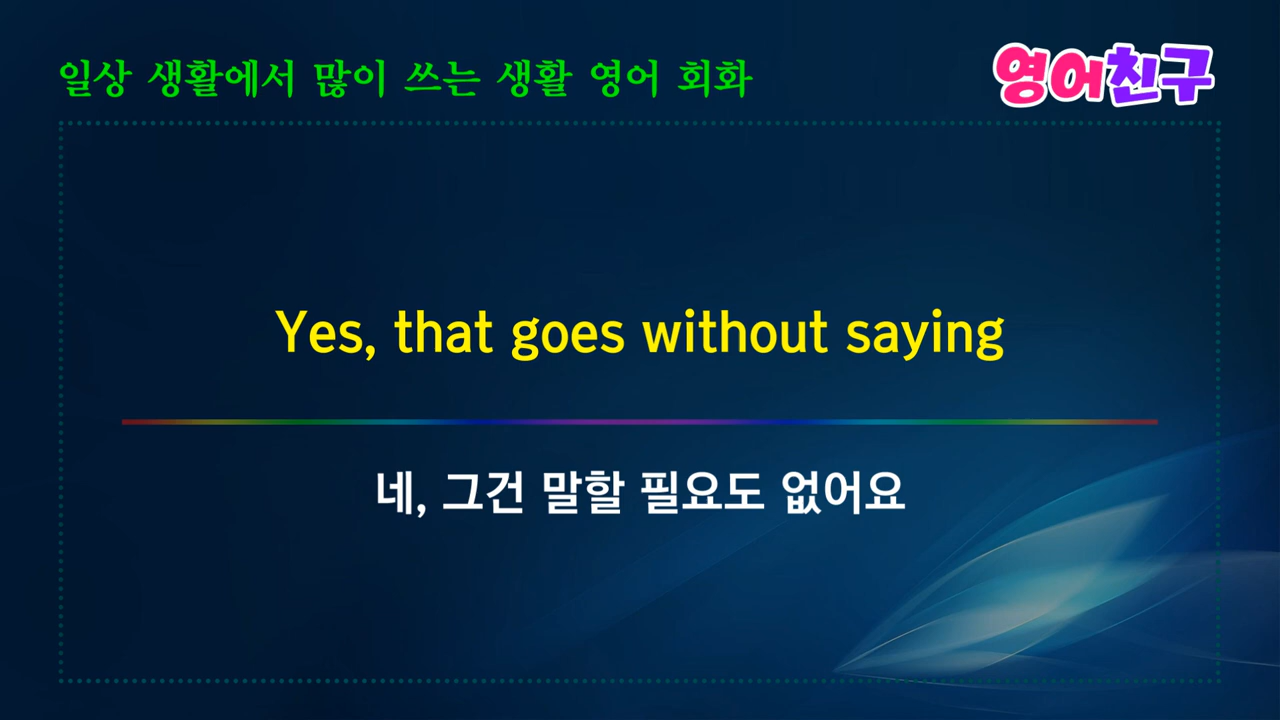 일상 생활에서 많이 쓰는 생활 영어 회화
영어친구
Yes, that goes without saying
네, 그건 말할 필요도 없어요